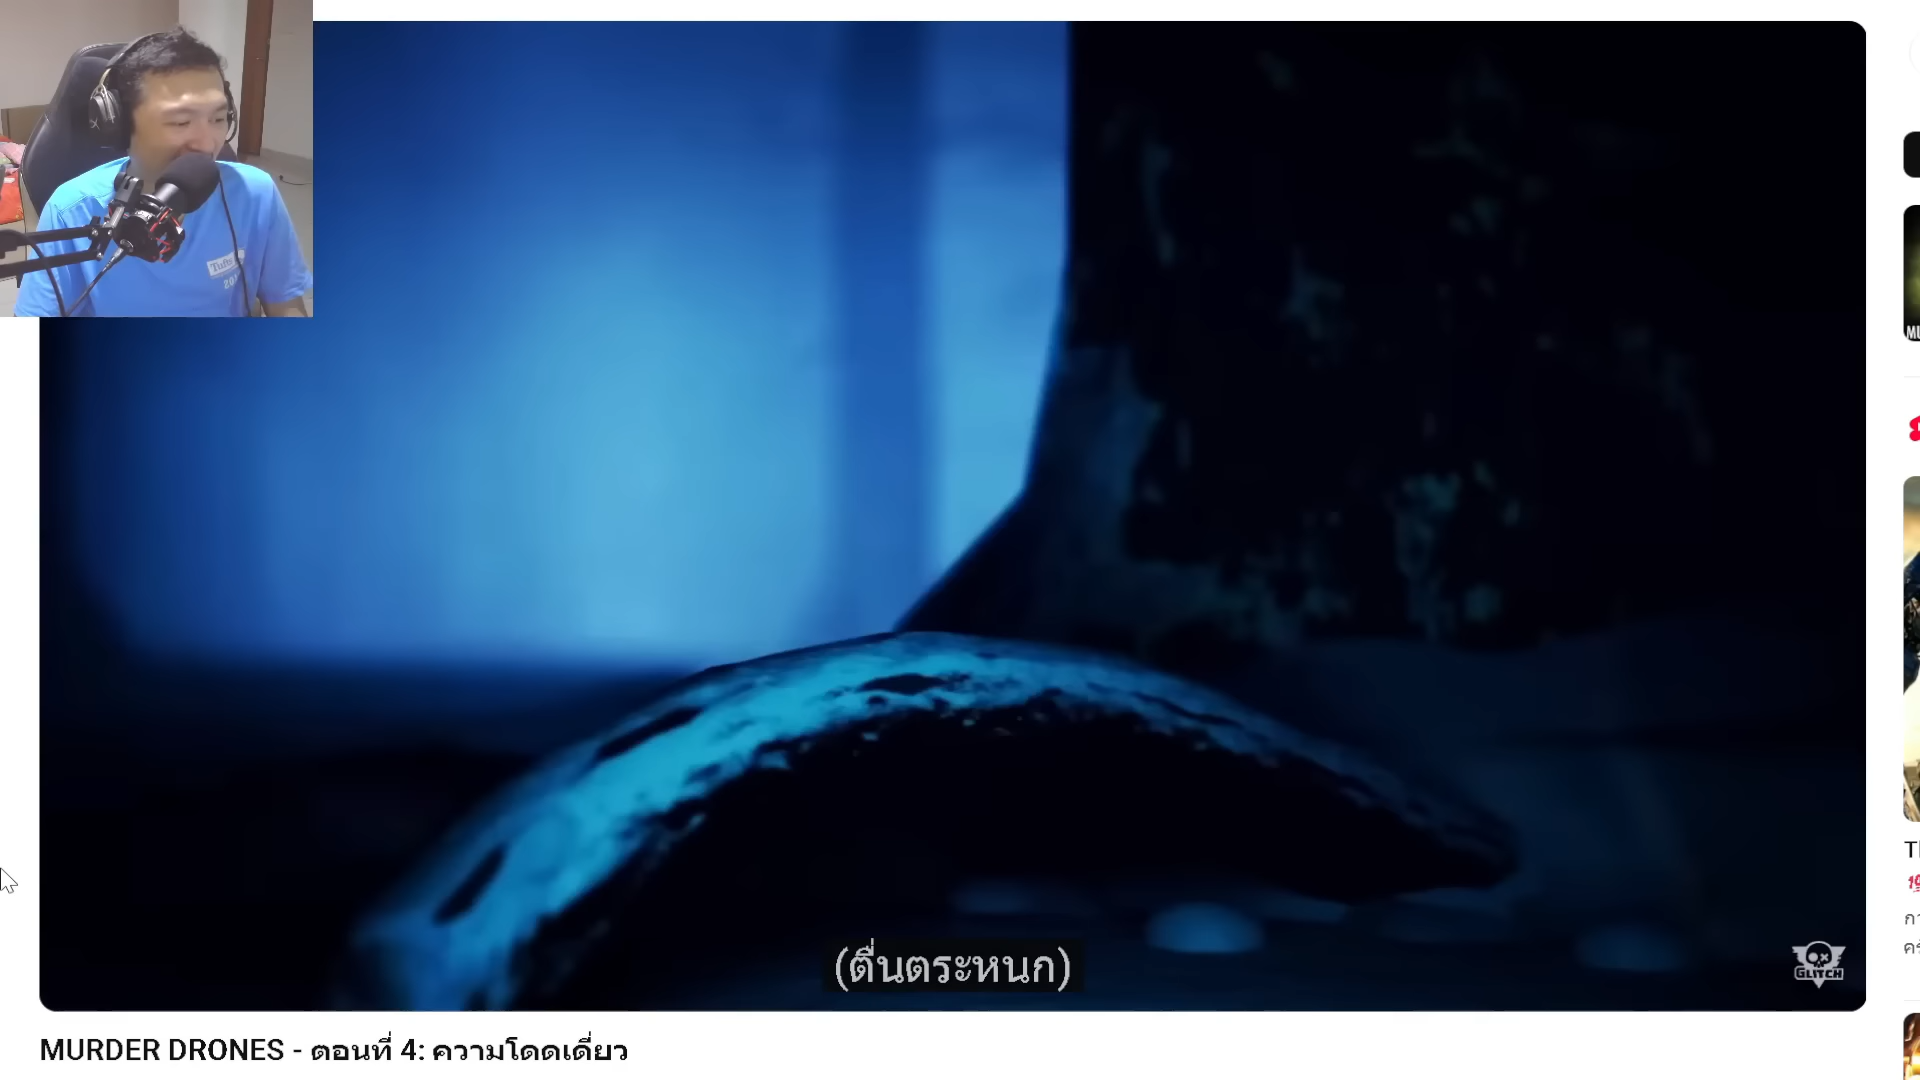 Tufts
(ตื่นตระหนก)
GLITCH
MURDER DRONES - ตอนที่ 4: ความโดดเดี่ยว